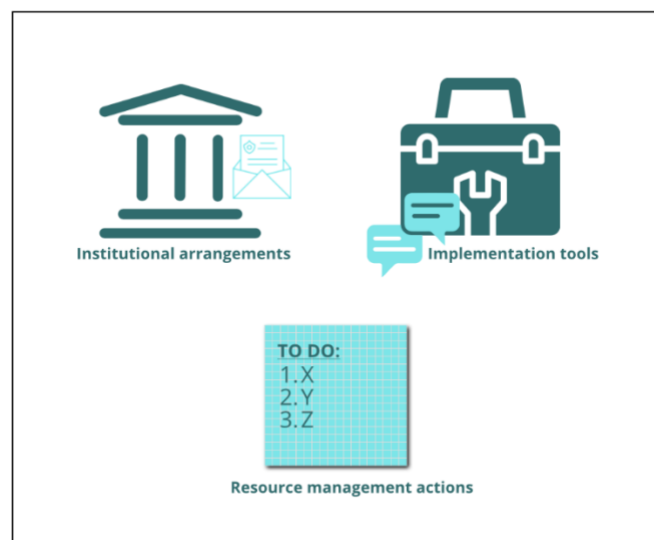 Institutional arrangements
Implementation tools
TO DO:
1. X
2. Y
3. Z
Resource management actions